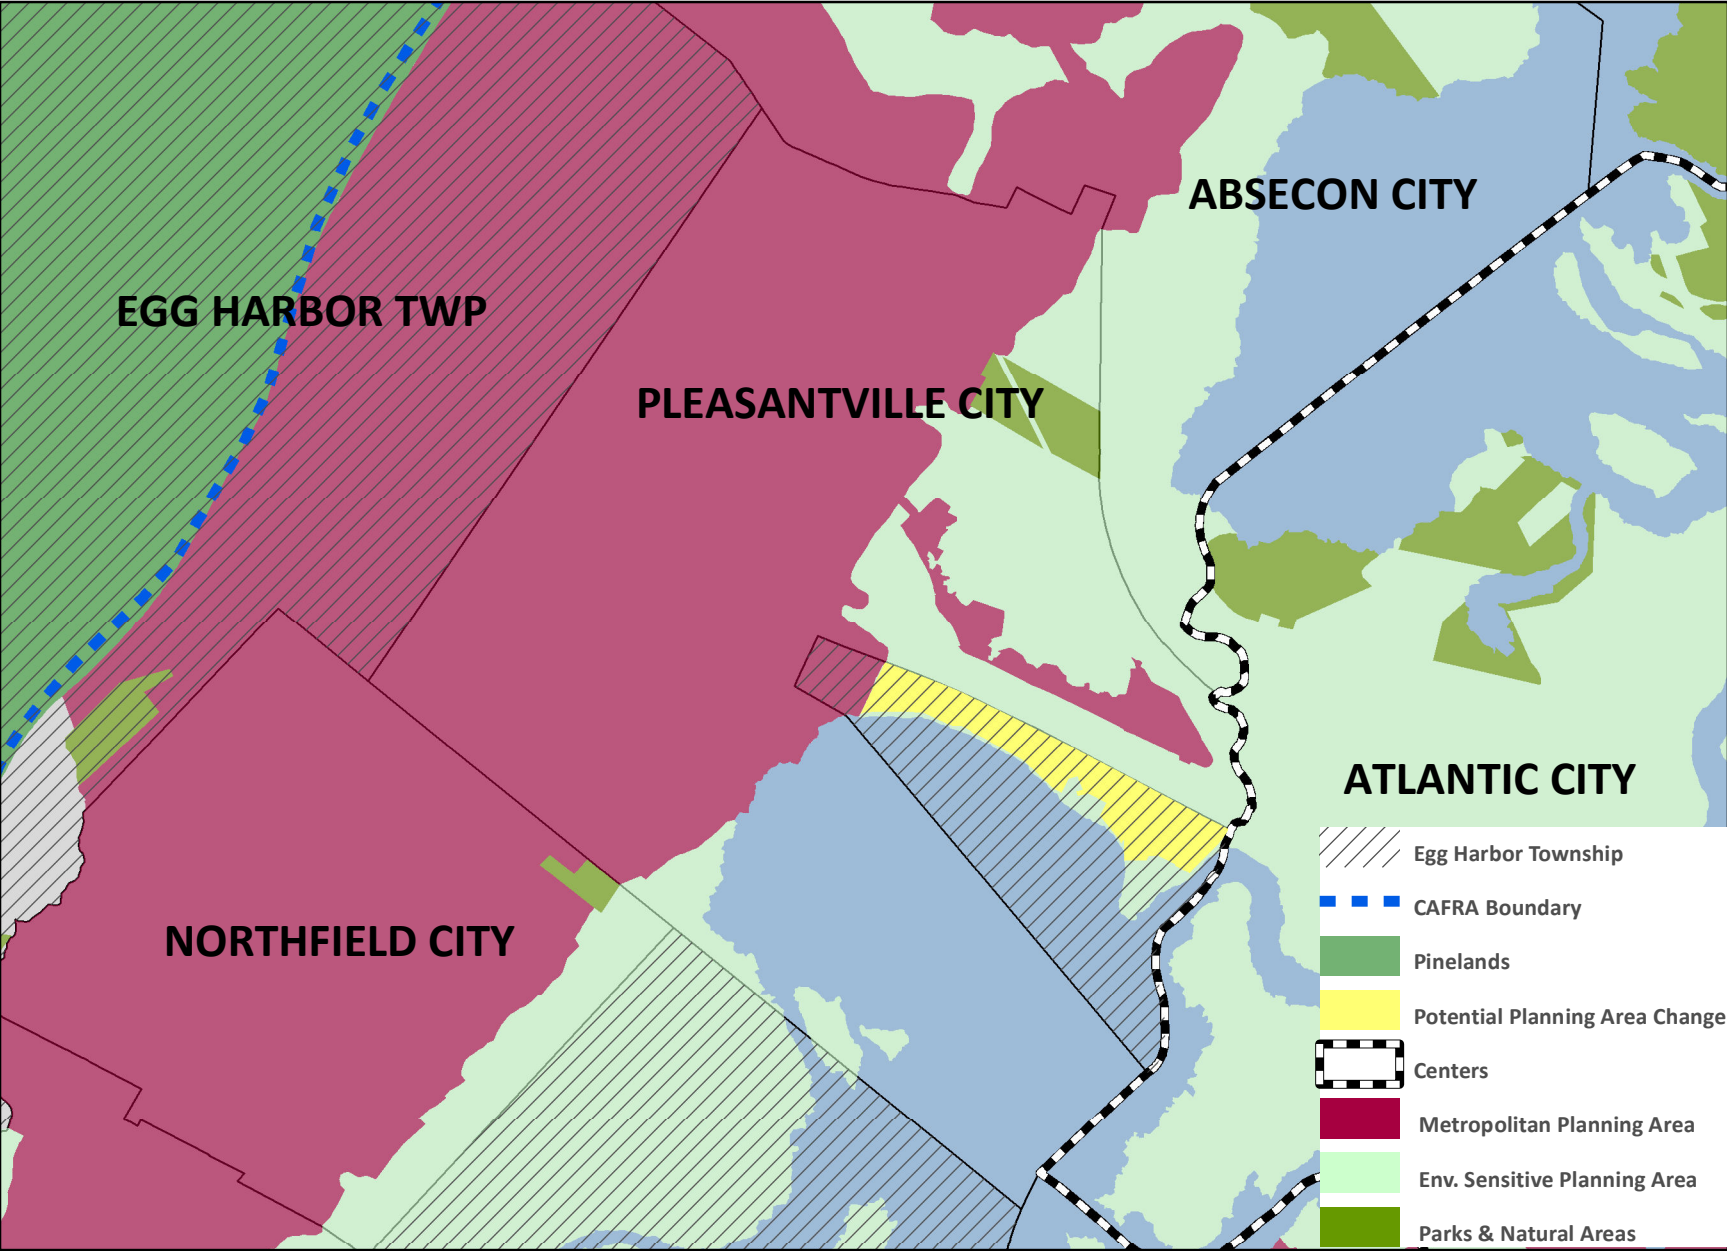 ABSECON CITY
EGG HARBOR TWP
PLEASANTVILLE CITY
ATLANTIC CITY
NORTHFIELD CITY
Egg Harbor Township
CAFRA Boundary
Pinelands
Potential Planning Area Change
Centers
Metropolitan Planning Area
Env. Sensitive Planning Area
Parks & Natural Areas